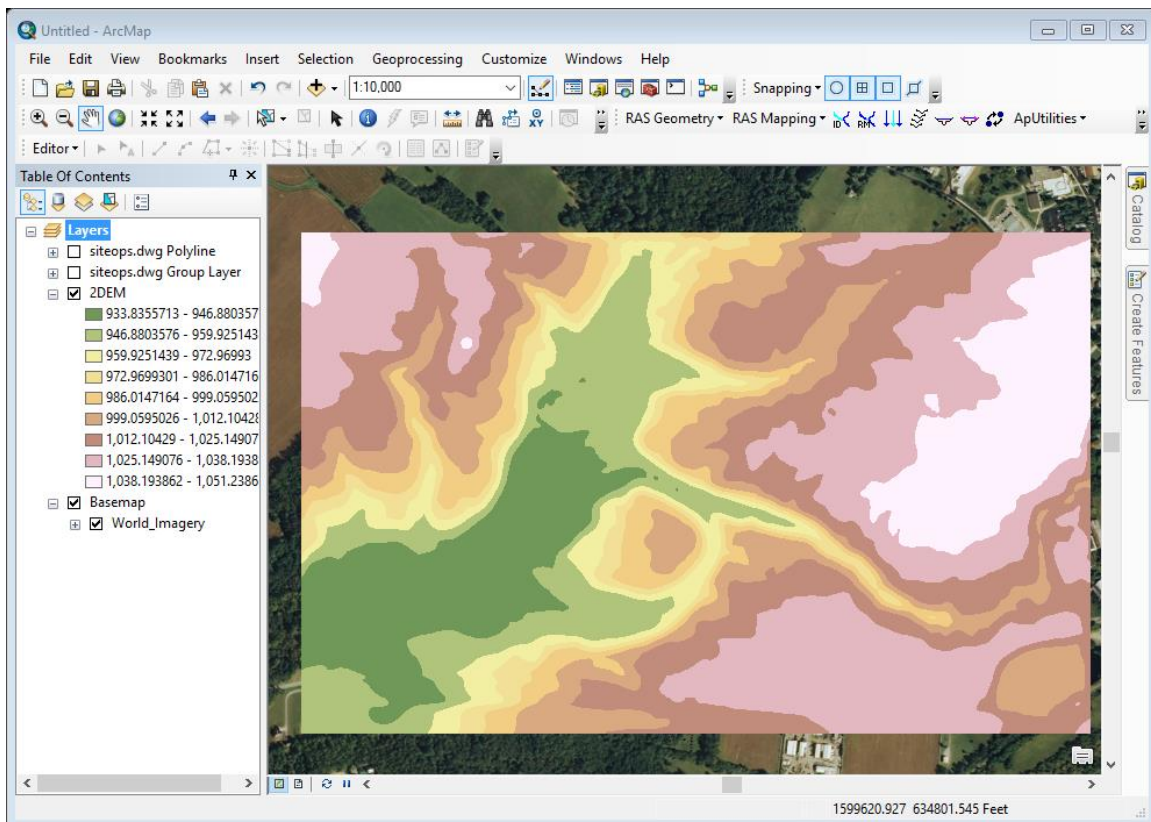 Untitled - ArcMap
File Edit View Bookmarks Insert Selection Geoprocessing Customize Windows Help
1:10,000 Snapping
RAS Geometry RAS Mapping ID RMK ApUtilities
Editor
Table Of Contents
Layers
siteops.dwg Polyline
siteops.dwg Group Layer
2DEM
933.8355713 - 946.880357
946.8803576 - 959.925143
959.9251439 - 972.96993
972.9699301 - 986.014716
986.0147164 - 999.059502
999.0595026 - 1,012.10428
1,012.10429 - 1,025.14907
1,025.149076 - 1,038.1938
1,038.193862 - 1,051.2386
Basemap
World_Imagery
Catalog
Create Features
1599620.927 634801.545 Feet